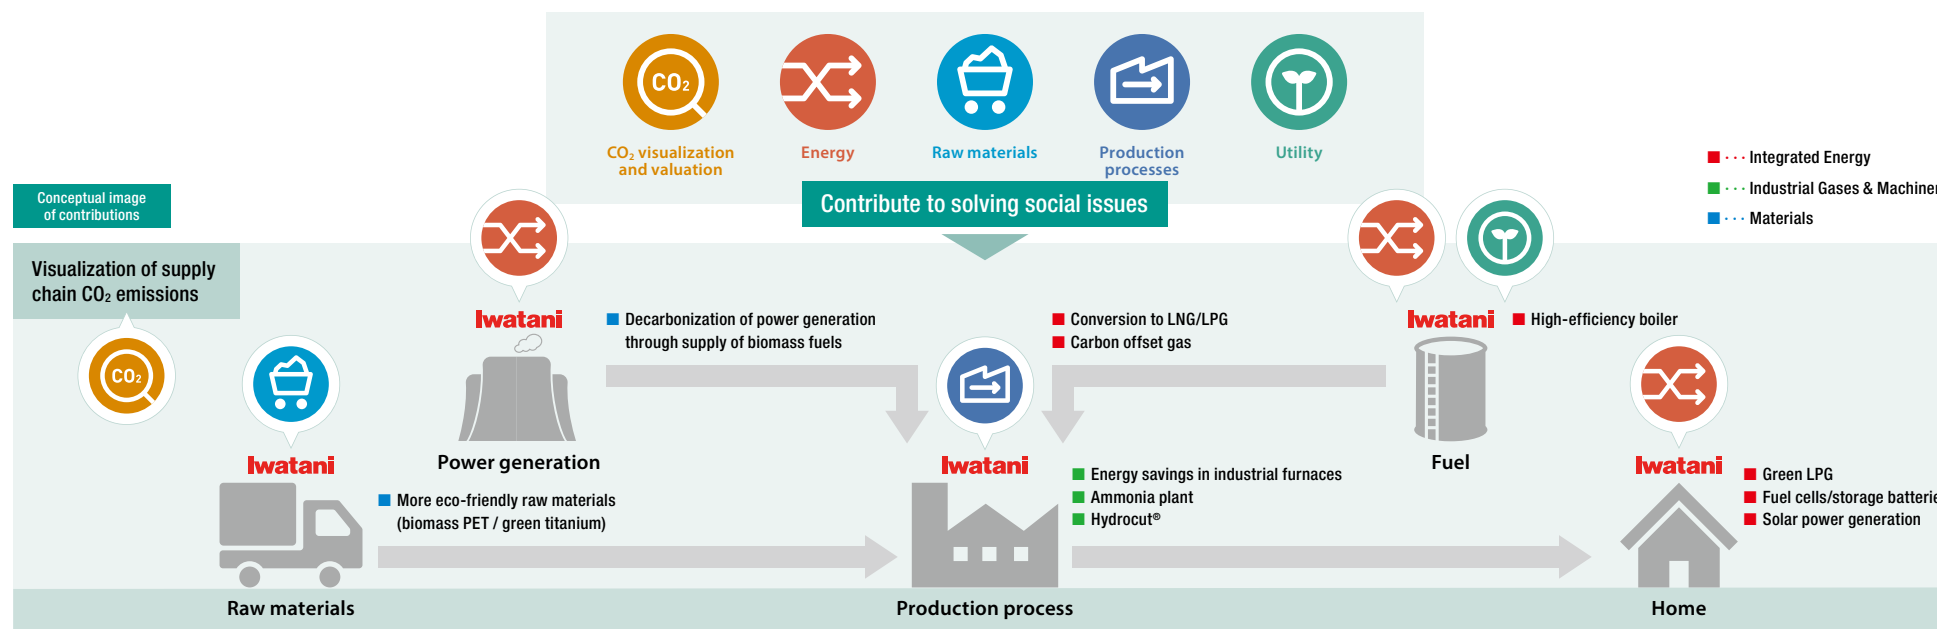 CO₂
CO₂ visualization
and valuation
Energy
Raw materials
Production
processes
Utility
Contribute to solving social issues
Integrated Energy
Industrial Gases & Machiner
Materials
Conceptual image
of contributions
Visualization of supply
chain CO₂ emissions
CO₂
Iwatani
Power generation
Decarbonization of power generation
through supply of biomass fuels
Conversion to LNG/LPG
Carbon offset gas
Iwatani
High-efficiency boiler
Fuel
Iwatani
More eco-friendly raw materials
(biomass PET / green titanium)
Raw materials
Iwatani
Energy savings in industrial furnaces
Ammonia plant
Hydrocut®
Production process
Iwatani
Green LPG
Fuel cells/storage batterie
Solar power generation
Home